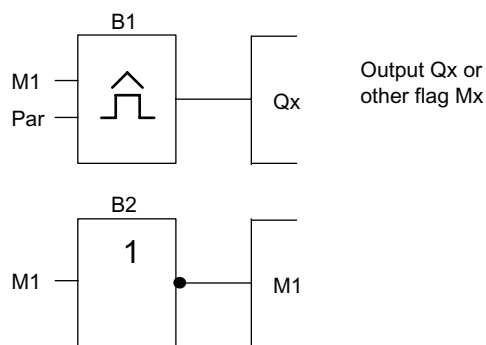 B1
M1
Par
Qx
Output Qx or
other flag Mx
B2
1
M1
M1